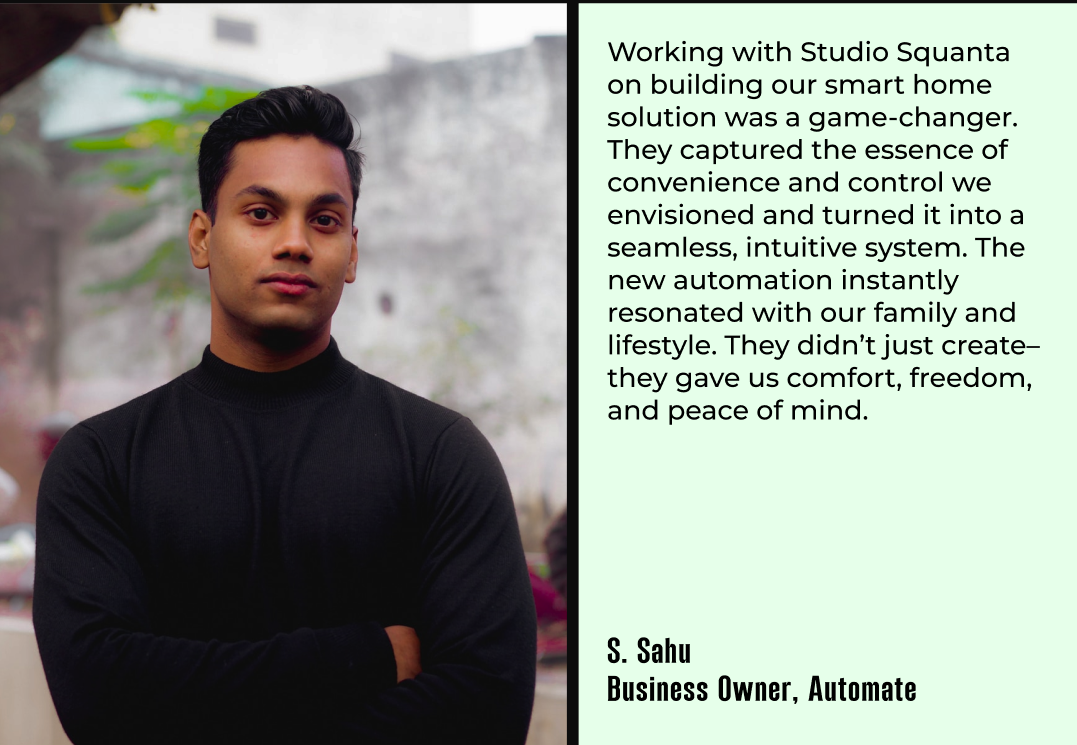 Working with Studio Squanta
on building our smart home
solution was a game-changer.
They captured the essence of
convenience and control we
envisioned and turned it into a
seamless, intuitive system. The
new automation instantly
resonated with our family and
lifestyle. They didn’t just create–
they gave us comfort, freedom,
and peace of mind.
S. Sahu
Business Owner, Automate